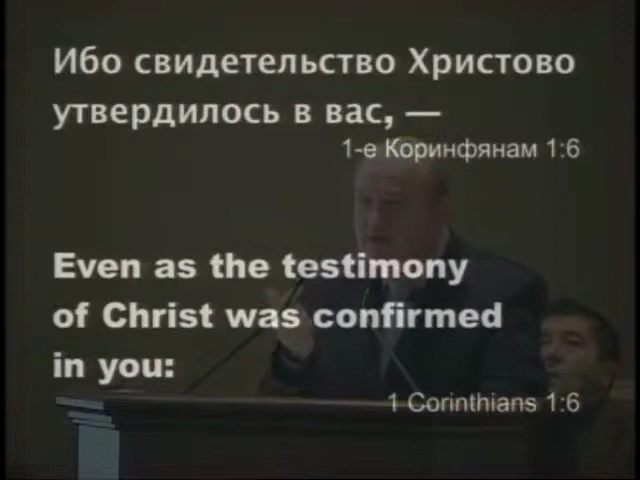 Ибо свидетельство Христово
утвердилось в вас, —
1-е Коринфянам 1:6
Even as the testimony
of Christ was confirmed
in you:
1 Corinthians 1:6